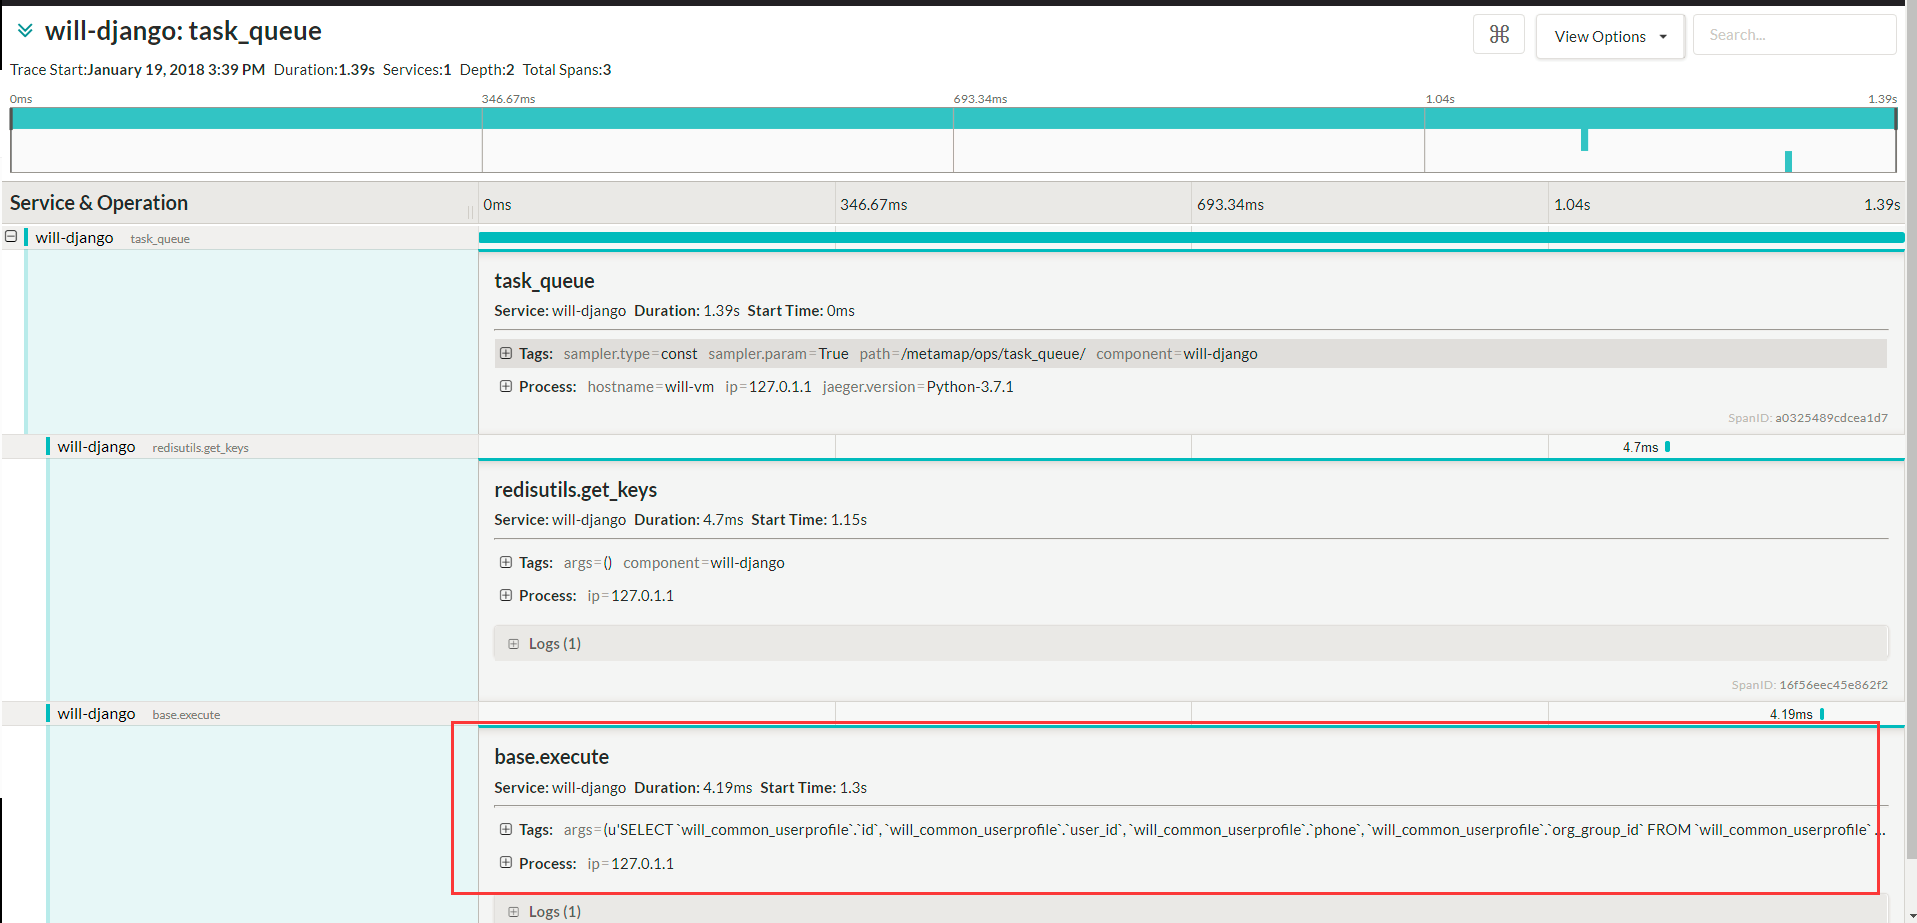 will-django: task_queue
⌘
View Options
Search...
Trace Start:January 19, 2018 3:39 PM Duration:1.39s Services:1 Depth:2 Total Spans:3
0ms 346.67ms 693.34ms 1.04s 1.39s
Service & Operation 0ms 346.67ms 693.34ms 1.04s 1.39s
will-django task_queue
task_queue
Service: will-django Duration: 1.39s Start Time: 0ms
Tags: sampler.type=const sampler.param=True path=/metamap/ops/task_queue/ component=will-django
Process: hostname=will-vm ip=127.0.1.1 jaeger.version=Python-3.7.1
SpanID: a0325489cdcea1d7
will-django redisutils.get_keys 4.7ms
redisutils.get_keys
Service: will-django Duration: 4.7ms Start Time: 1.15s
Tags: args=() component=will-django
Process: ip=127.0.1.1
Logs (1)
SpanID: 16f56eec45e862f2
will-django base.execute 4.19ms
base.execute
Service: will-django Duration: 4.19ms Start Time: 1.3s
Tags: args=(u'SELECT `will_common_userprofile`.`id`, `will_common_userprofile`.`user_id`, `will_common_userprofile`.`phone`, `will_common_userprofile`.`org_group_id` FROM `will_common_userprofile` ...
Process: ip=127.0.1.1
Logs (1)